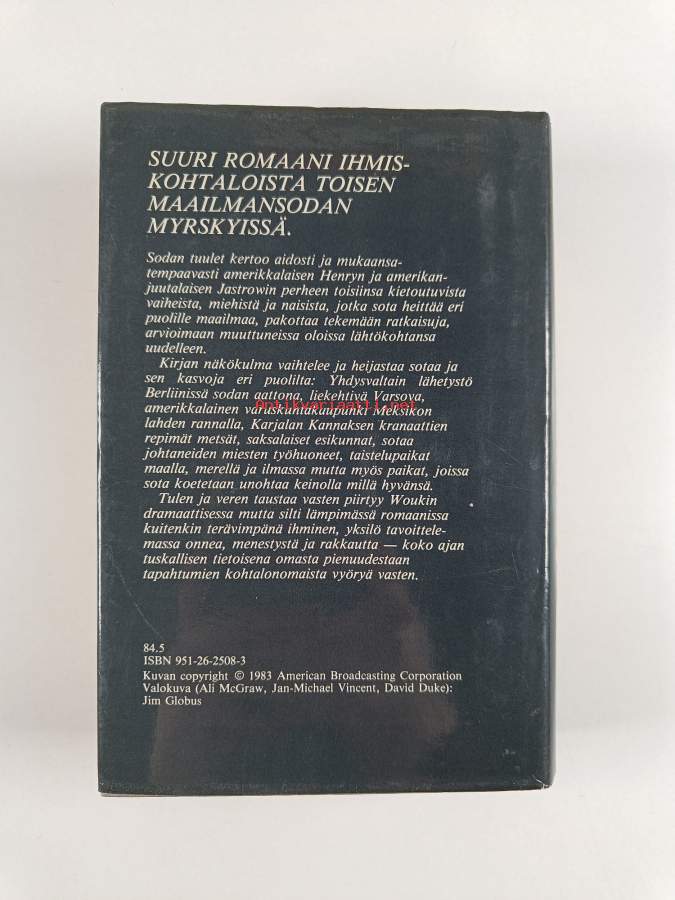 SUURI ROMAANI IHMIS-
KOHTALOISTA TOISEN
MAAILMANSODAN
MYRSKYISSÄ.
Sodan tuulet kertoo aidosti ja mukaansa-
tempaavasti amerikkalaisen Henryn ja amerikan-
juutalaisen Jastrowin perheen toisiinsa kietoutuvista
vaiheista, miehistä ja naisista, jotka sota heittää eri
puolille maailmaa, pakottaa tekemään ratkaisuja,
arvioimaan muuttuneissa oloissa lähtökohtansa
uudelleen.
Kirjan näkökulma vaihtelee ja heijastaa sotaa ja
sen kasvoja eri puolilta: Yhdysvaltain lähetystö
Berliinissä sodan aattona, liekehtivä Varsova,
Antikvariaatti.net
amerikkalainen varuskuntakaupunki Meksikon
lahden rannalla, Karjalan Kannaksen kranaattien
repimät metsät, saksalaiset esikunnat, sotaa
johtaneiden miesten työhuoneet, taistelupaikat
maalla, merellä ja ilmassa mutta myös paikat, joissa
sota koetetaan unohtaa keinolla millä hyvänsä.
Tulen ja veren taustaa vasten piirtyy Woukin
dramaattisessa mutta silti lämpimässä romaanissa
kuitenkin terävimpänä ihminen, yksilö tavoittele-
massa onnea, menestystä ja rakkautta — koko ajan
tuskallisen tietoisena omasta pienuudestaan
tapahtumien kohtalonomaista vyöryä vasten.
84.5
ISBN 951-26-2508-3
Kuvan copyright © 1983 American Broadcasting Corporation
Valokuva (Ali McGraw, Jan-Michael Vincent, David Duke):
Jim Globus